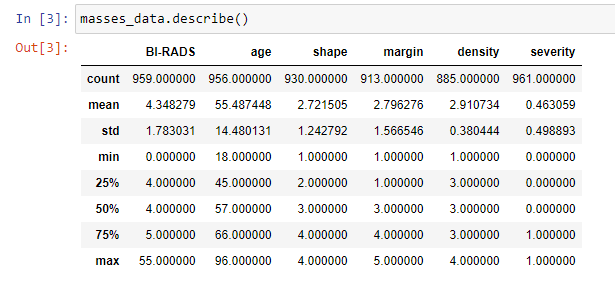 In [3]: masses_data.describe()
Out[3]:
BI-RADS age shape margin density severity
count 959.000000 956.000000 930.000000 913.000000 885.000000 961.000000
mean 4.348279 55.487448 2.721505 2.796276 2.910734 0.463059
std 1.783031 14.480131 1.242792 1.566546 0.380444 0.498893
min 0.000000 18.000000 1.000000 1.000000 1.000000 0.000000
25% 4.000000 45.000000 2.000000 1.000000 3.000000 0.000000
50% 4.000000 57.000000 3.000000 3.000000 3.000000 0.000000
75% 5.000000 66.000000 4.000000 4.000000 3.000000 1.000000
max 55.000000 96.000000 4.000000 5.000000 4.000000 1.000000